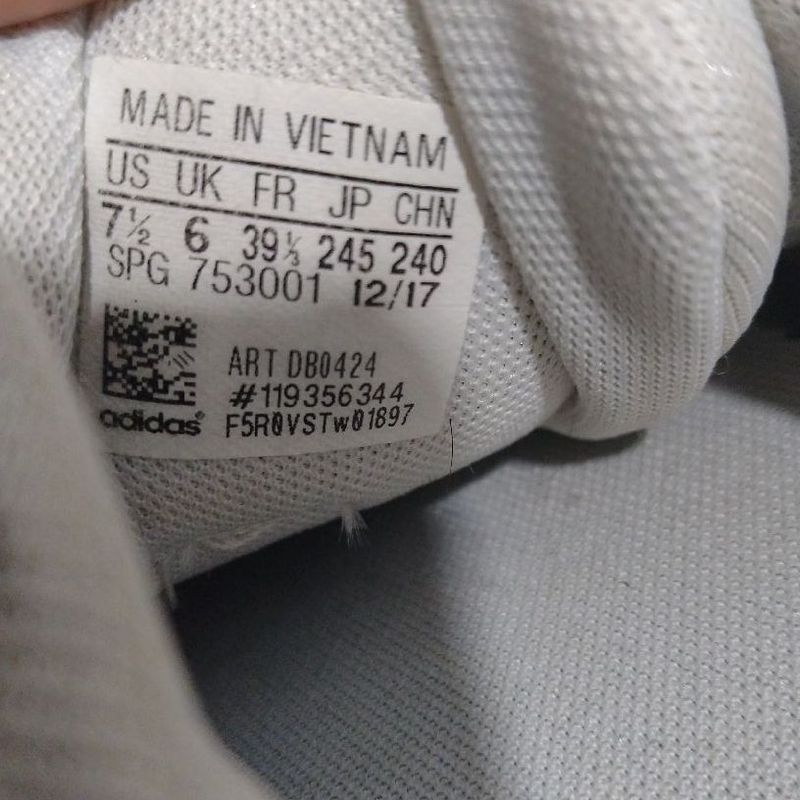 MADE IN VIETNAM
US UK FR JP CHN
7½ 6 39⅓ 245 240
SPG 753001 12/17
ART DB0424
#119356344
adidas® F5R0VSTw01897